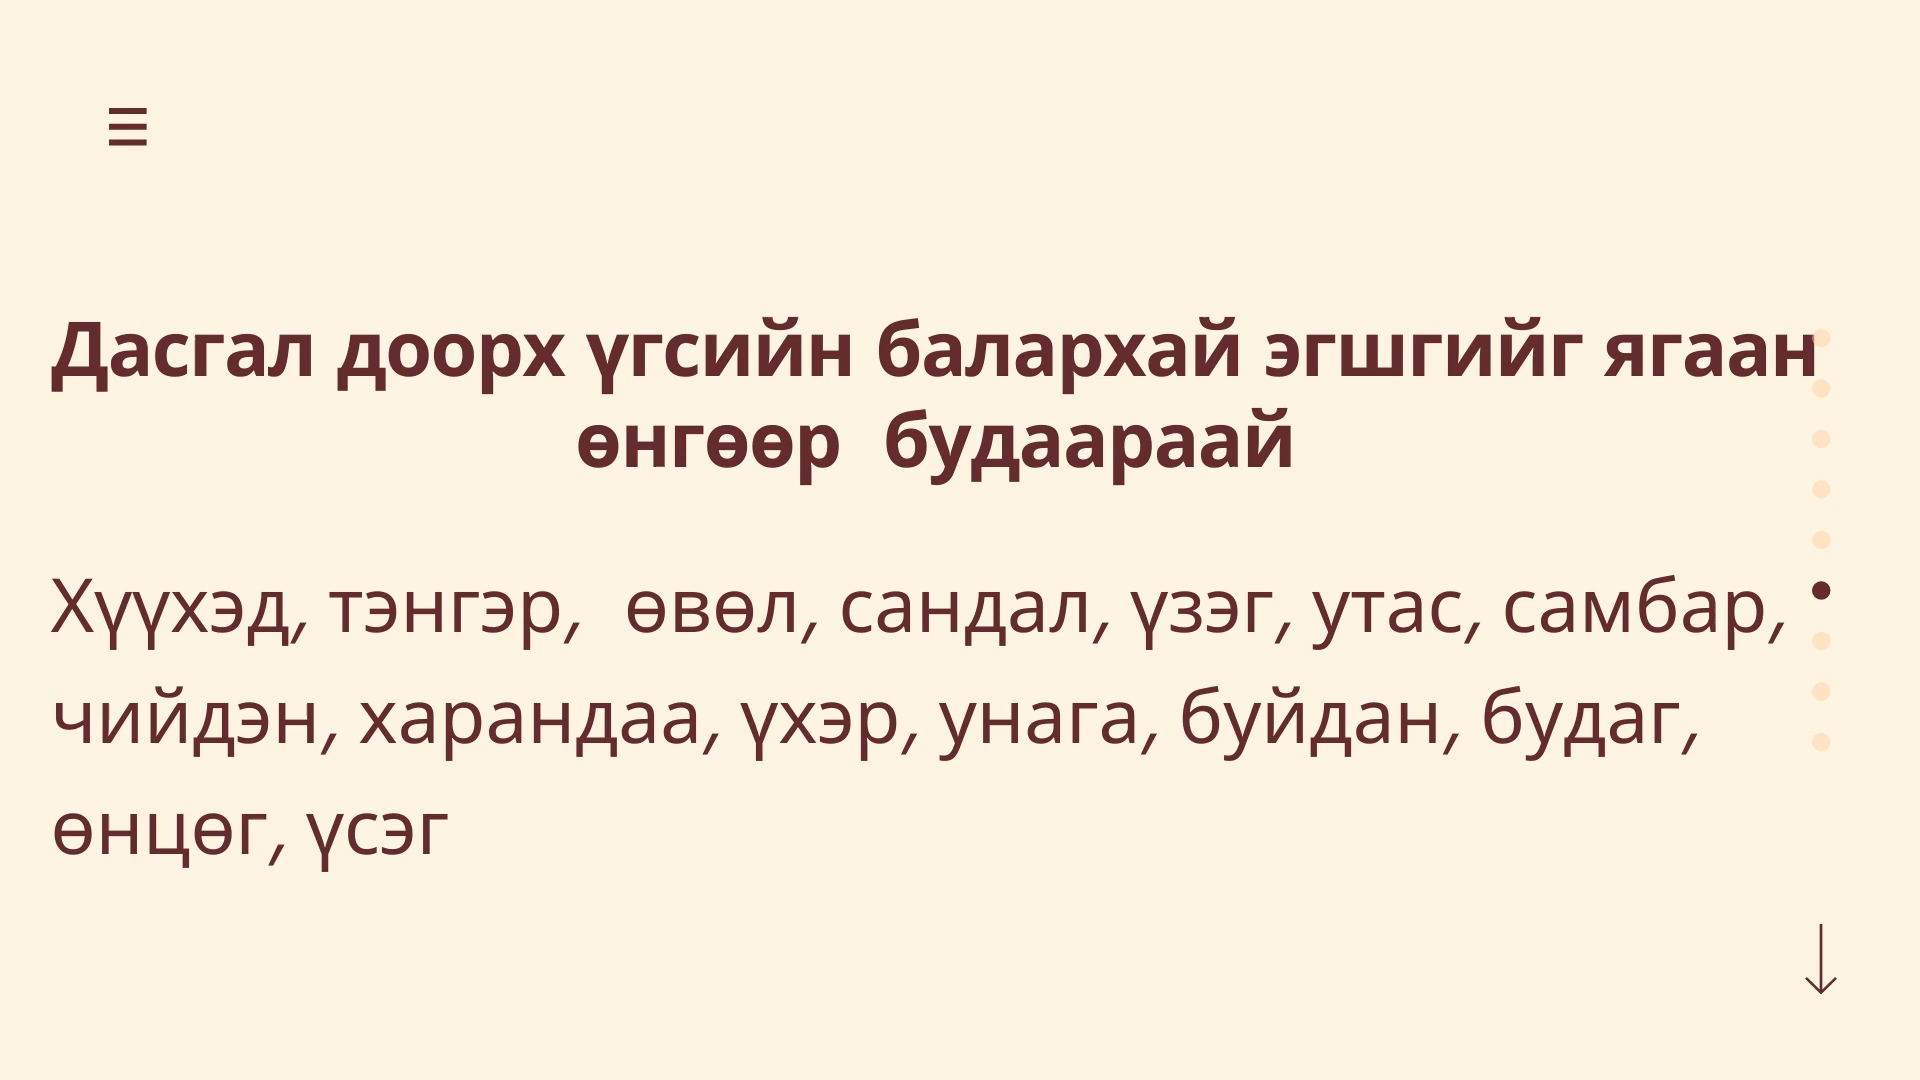 Дасгал доорх үгсийн балархай эгшгийг ягаан
өнгөөр будаараай
Хүүхэд, тэнгэр, өвөл, сандал, үзэг, утас, самбар,
чийдэн, харандаа, үхэр, унага, буйдан, будаг,
өнцөг, үсэг